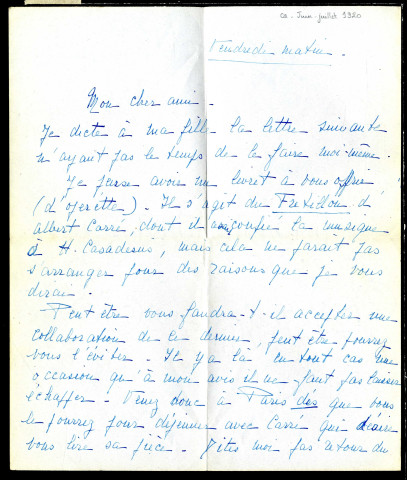 ca - Juin - juillet 1920
Vendredi matin.
Mon cher ami -
Je dicte à ma fille la lettre suivante
n'ayant pas le temps de le faire moi-même.
Je pense avoir un livret à vous offrir
(d'opérette). Il s'agit du Fretillon d'
Albert Carré, dont il a confié la musique
à H. Casadesus, mais cela ne parait pas
s'arranger pour des raisons que je vous
dirai.
Peut être vous faudra-t-il accepter une
collaboration de ce dernier, peut être pourrez
vous l'éviter. Il y a là en tout cas une
occasion qu'à mon avis il ne faut pas laisser
échapper. Venez donc à Paris dès que vous
le pourrez pour déjeuner avec Carré qui désire
vous lire sa pièce. Dites moi par retour du